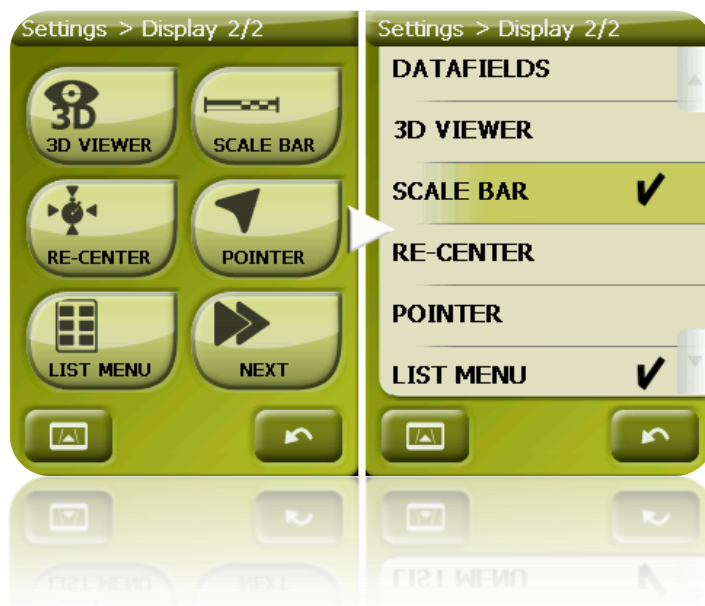 Settings > Display 2/2
3D
3D VIEWER
SCALE BAR
RE-CENTER
POINTER
LIST MENU
NEXT
Settings > Display 2/2
DATAFIELDS
3D VIEWER
SCALE BAR
RE-CENTER
POINTER
LIST MENU